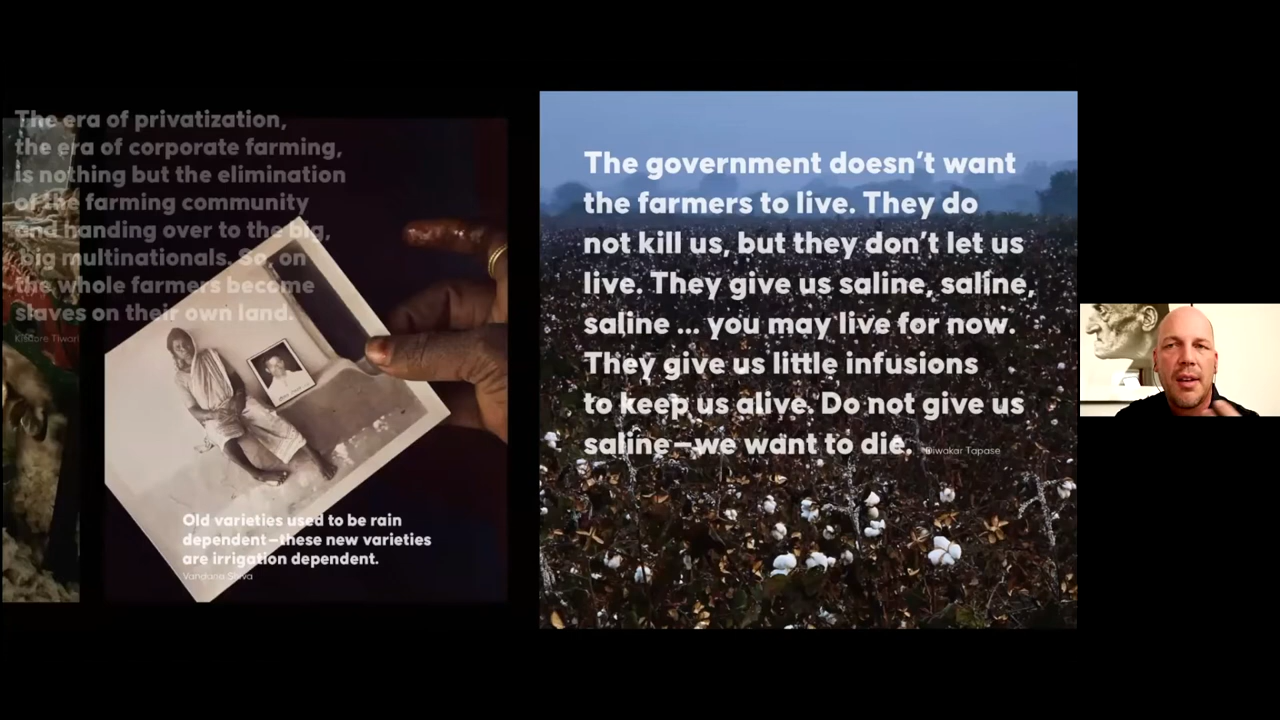 The era of privatization,
the era of corporate farming,
is nothing but the elimination
of the farming community
and handing over to the big,
big multinationals. So, on
the whole farmers become
slaves on their own land.
Kishore Tiwari
Old varieties used to be rain
dependent—these new varieties
are irrigation dependent.
Vandana Shiva
The government doesn’t want
the farmers to live. They do
not kill us, but they don’t let us
live. They give us saline, saline,
saline ... you may live for now.
They give us little infusions
to keep us alive. Do not give us
saline—we want to die. Diwakar Tapase